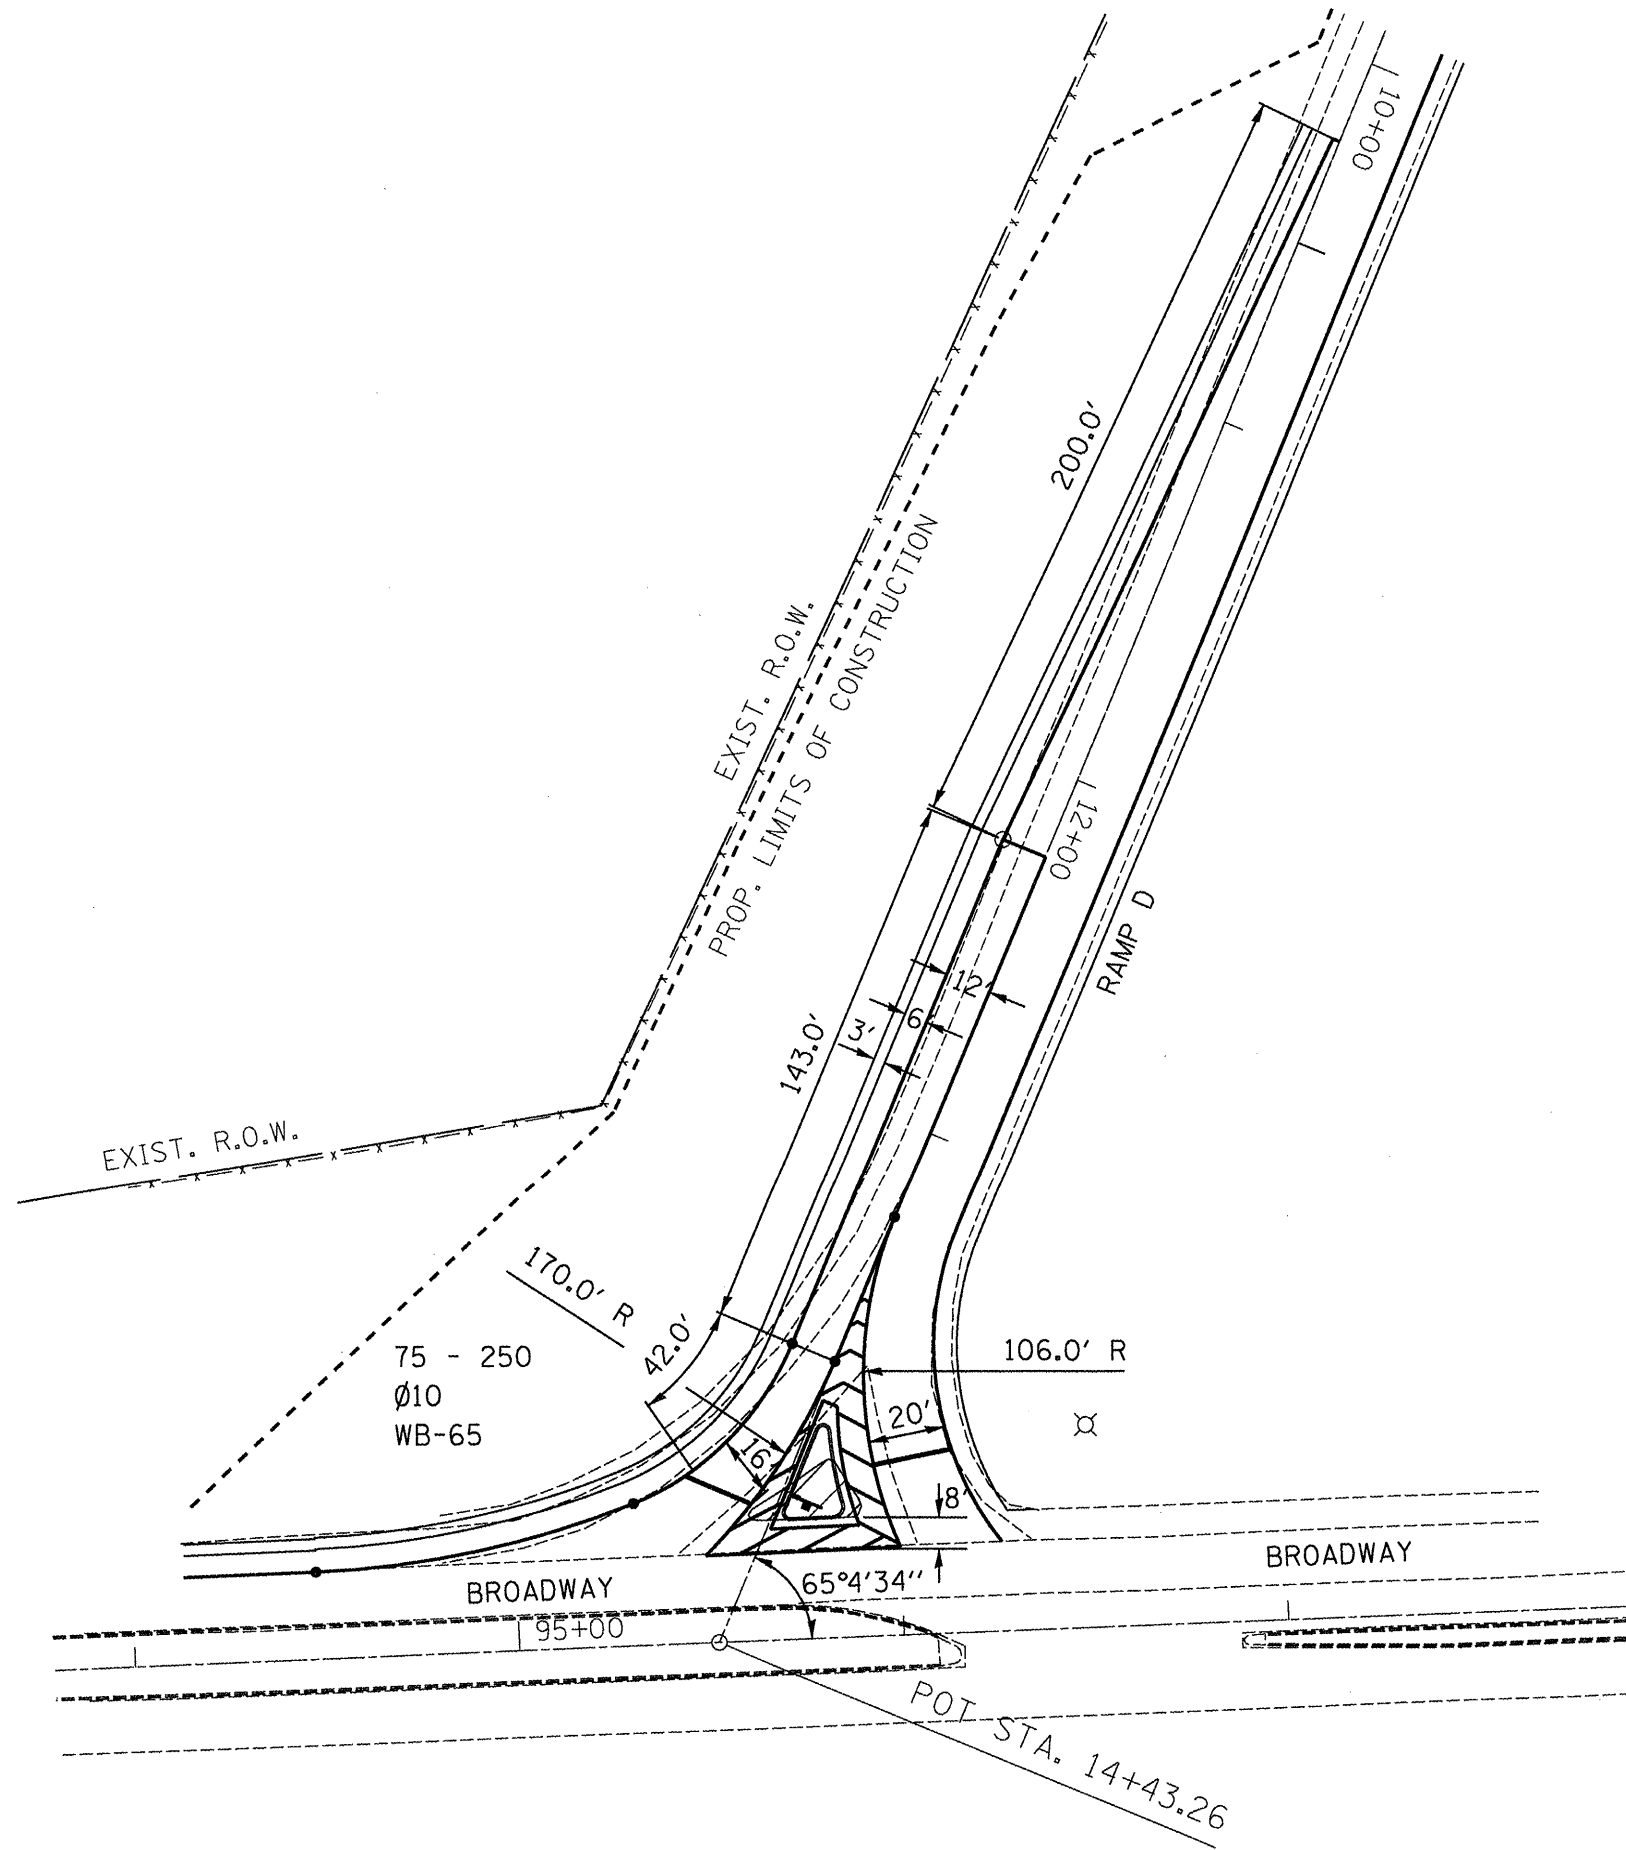 10+00
200.0'
EXIST. R.O.W.
PROP. LIMITS OF CONSTRUCTION
12+00
RAMP D
12'
6'
3'
143.0'
EXIST. R.O.W.
170.0' R
42.0'
106.0' R
75 - 250
Ø10
WB-65
20'
16'
8'
BROADWAY
65°4'34''
BROADWAY
95+00
POT STA. 14+43.26